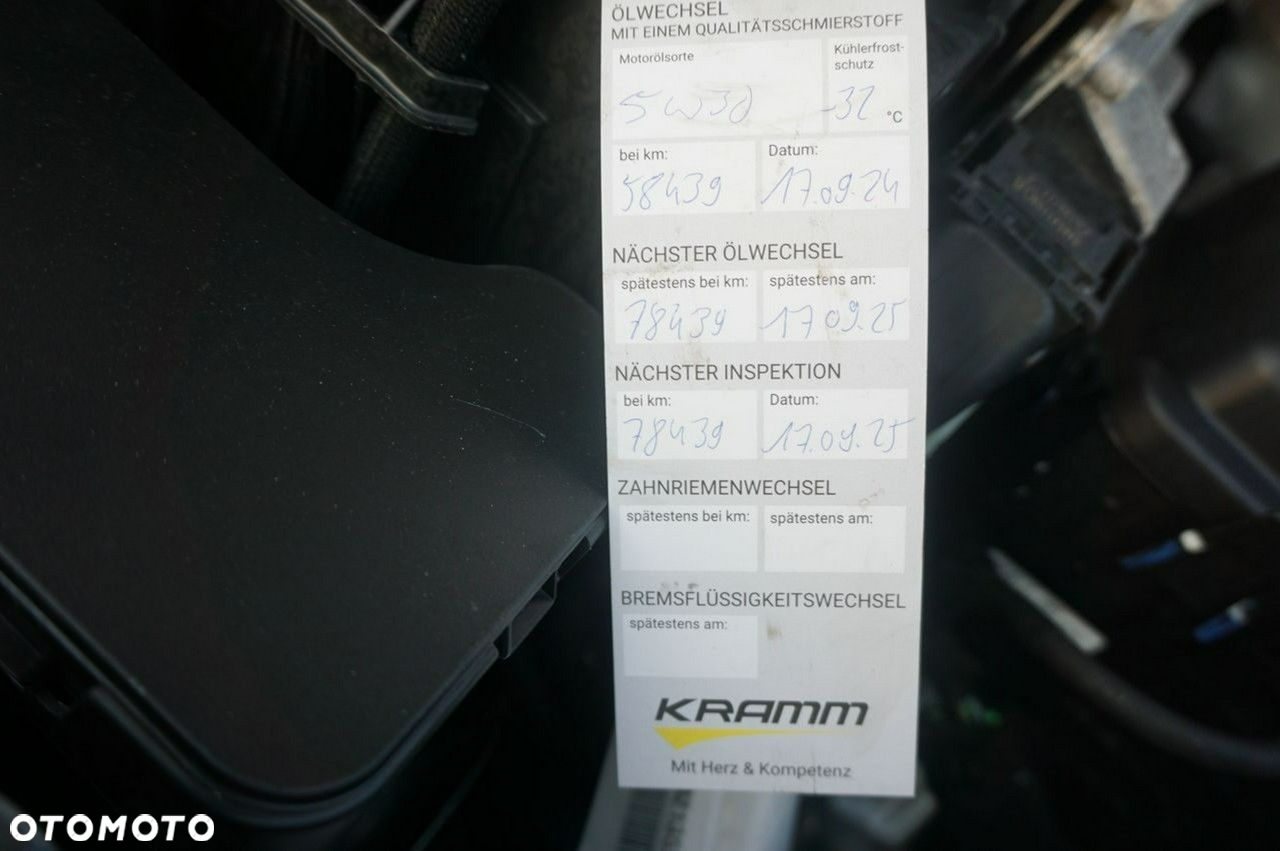 ÖLWECHSEL
MIT EINEM QUALITÄTSSCHMIERSTOFF
Motorölsorte
Kühlerfrost-
schutz
5W30
-32 °C
bei km:
Datum:
58439
17.09.24
NÄCHSTER ÖLWECHSEL
spätestens bei km:
spätestens am:
78439
17.09.25
NÄCHSTER INSPEKTION
bei km:
Datum:
78439
17.09.25
ZAHNRIEMENWECHSEL
spätestens bei km:
spätestens am:
BREMSFLÜSSIGKEITSWECHSEL
spätestens am:
KRAMM
Mit Herz & Kompetenz
OTOMOTO